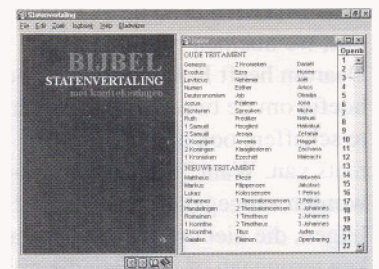 Statenvertaling
File Edit Zoek Help
BIJBEL
STATENVERTALING
met kanttekeningen
OUDE TESTAMENT
Genesis 2 Kronieken Daniël
Exodus Ezra Hosea
Leviticus Nehemia Joël
Numeri Esther Amos
Deuteronomium Job Obadja
Jozua Psalmen Jona
Richteren Spreuken Micha
Ruth Prediker Nahum
1 Samuël Hooglied Habakuk
2 Samuël Jesaja Zefanja
1 Koningen Jeremia Haggaï
2 Koningen Klaagliederen Zacharia
1 Kronieken Ezechiël Maleachi
NIEUWE TESTAMENT
Mattheus Efeze Hebreeën
Markus Filippensen Jakobus
Lukas Kolossensen 1 Petrus
Johannes 1 Thessalonicensen 2 Petrus
Handelingen 2 Thessalonicensen 1 Johannes
Romeinen 1 Timotheüs 2 Johannes
1 Korinthe 2 Timotheüs 3 Johannes
2 Korinthe Titus Judas
Galaten Filemon Openbaring
Openb
1
2
3
4
5
6
7
8
9
10
11
12
13
14
15
16
17
18
19
20
21
22